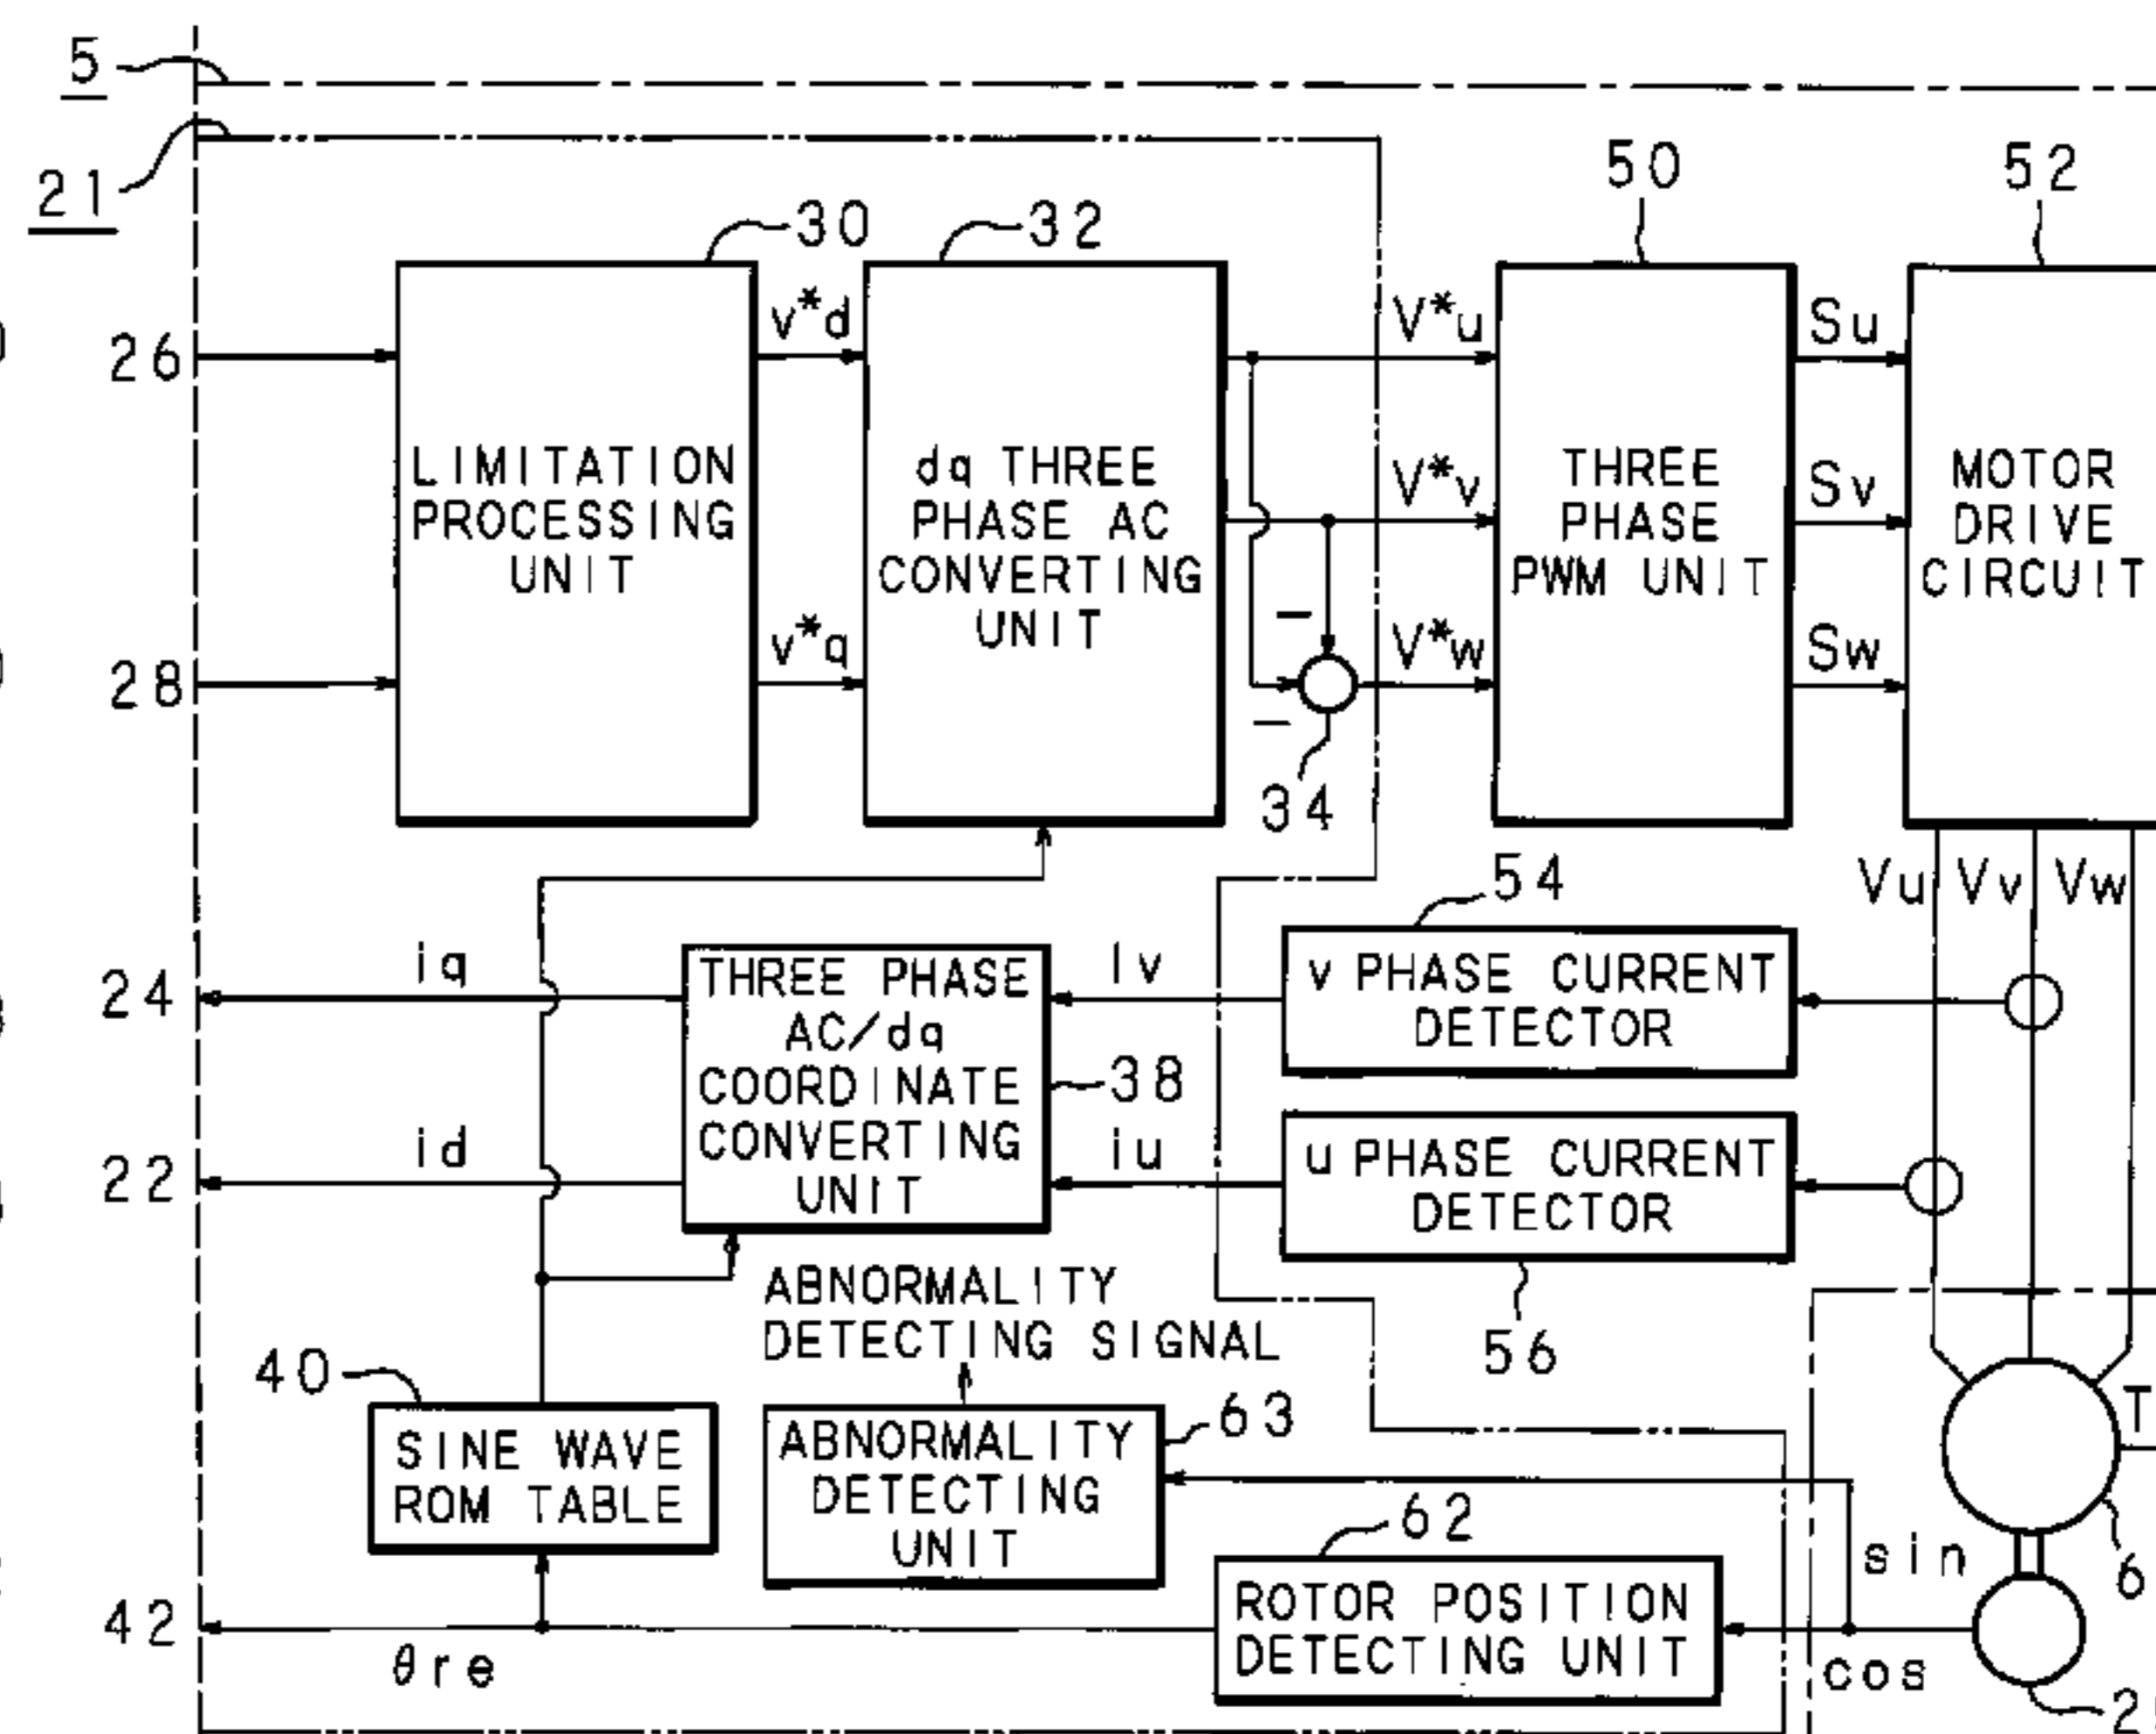 5
21
30
32
50
52
26
v*d
V*u
Su
LIMITATION
PROCESSING
UNIT
dq THREE
PHASE AC
CONVERTING
UNIT
V*v
THREE
PHASE
PWM UNIT
Sv
MOTOR
DRIVE
CIRCUIT
28
v*q
−
−
V*w
Sw
34
Vu
Vv
Vw
54
24
iq
THREE PHASE
AC/dq
COORDINATE
CONVERTING
UNIT
38
iv
v PHASE CURRENT
DETECTOR
22
id
iu
u PHASE CURRENT
DETECTOR
56
ABNORMALITY
DETECTING SIGNAL
40
SINE WAVE
ROM TABLE
ABNORMALITY
DETECTING
UNIT
63
T
6
62
sin
42
θre
ROTOR POSITION
DETECTING UNIT
cos